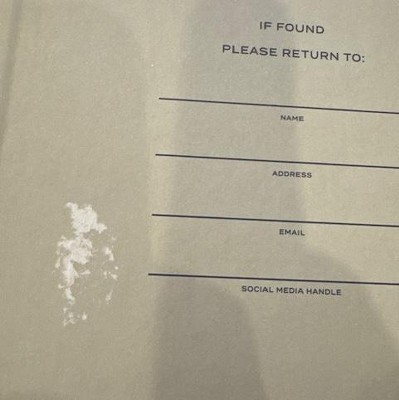 IF FOUND
PLEASE RETURN TO:
NAME
ADDRESS
EMAIL
SOCIAL MEDIA HANDLE